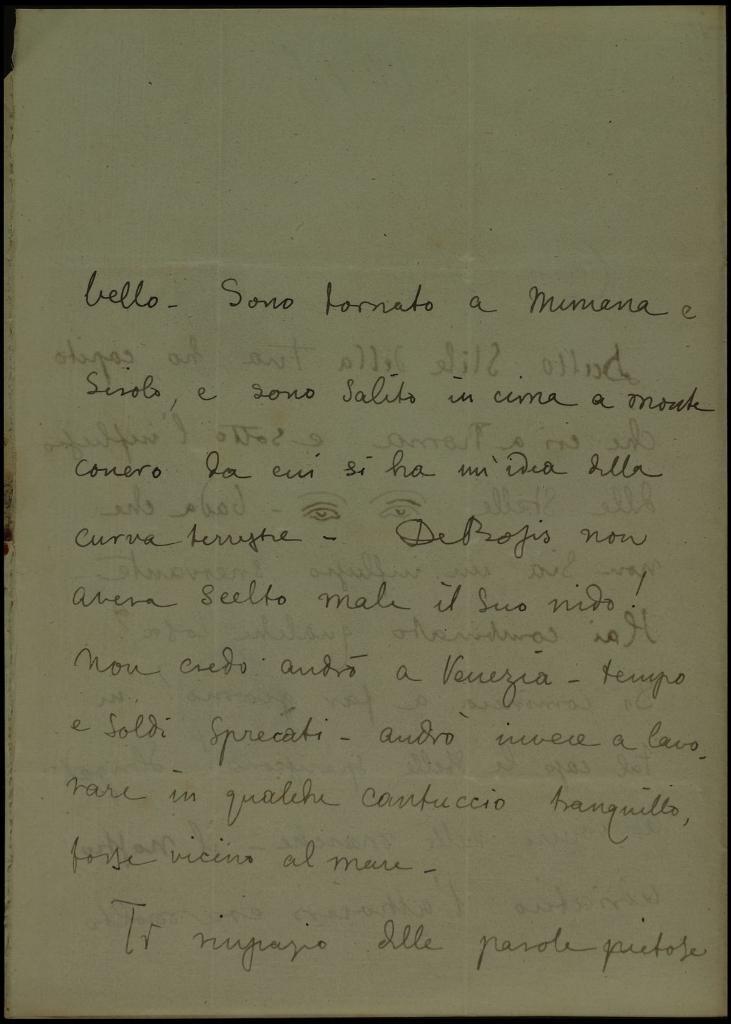 bello - Sono tornato a Numana e
Sirolo, e sono salito in cima a monte
conero da cui si ha un'idea della
curva terrestre - De Bosis non
aveva scelto male il suo nido!
Non credo andrò a Venezia - tempo
e soldi sprecati - andrò invece a lavo-
rare in qualche cantuccio tranquillo,
forse vicino al mare -
Ti ringrazio delle parole pietose